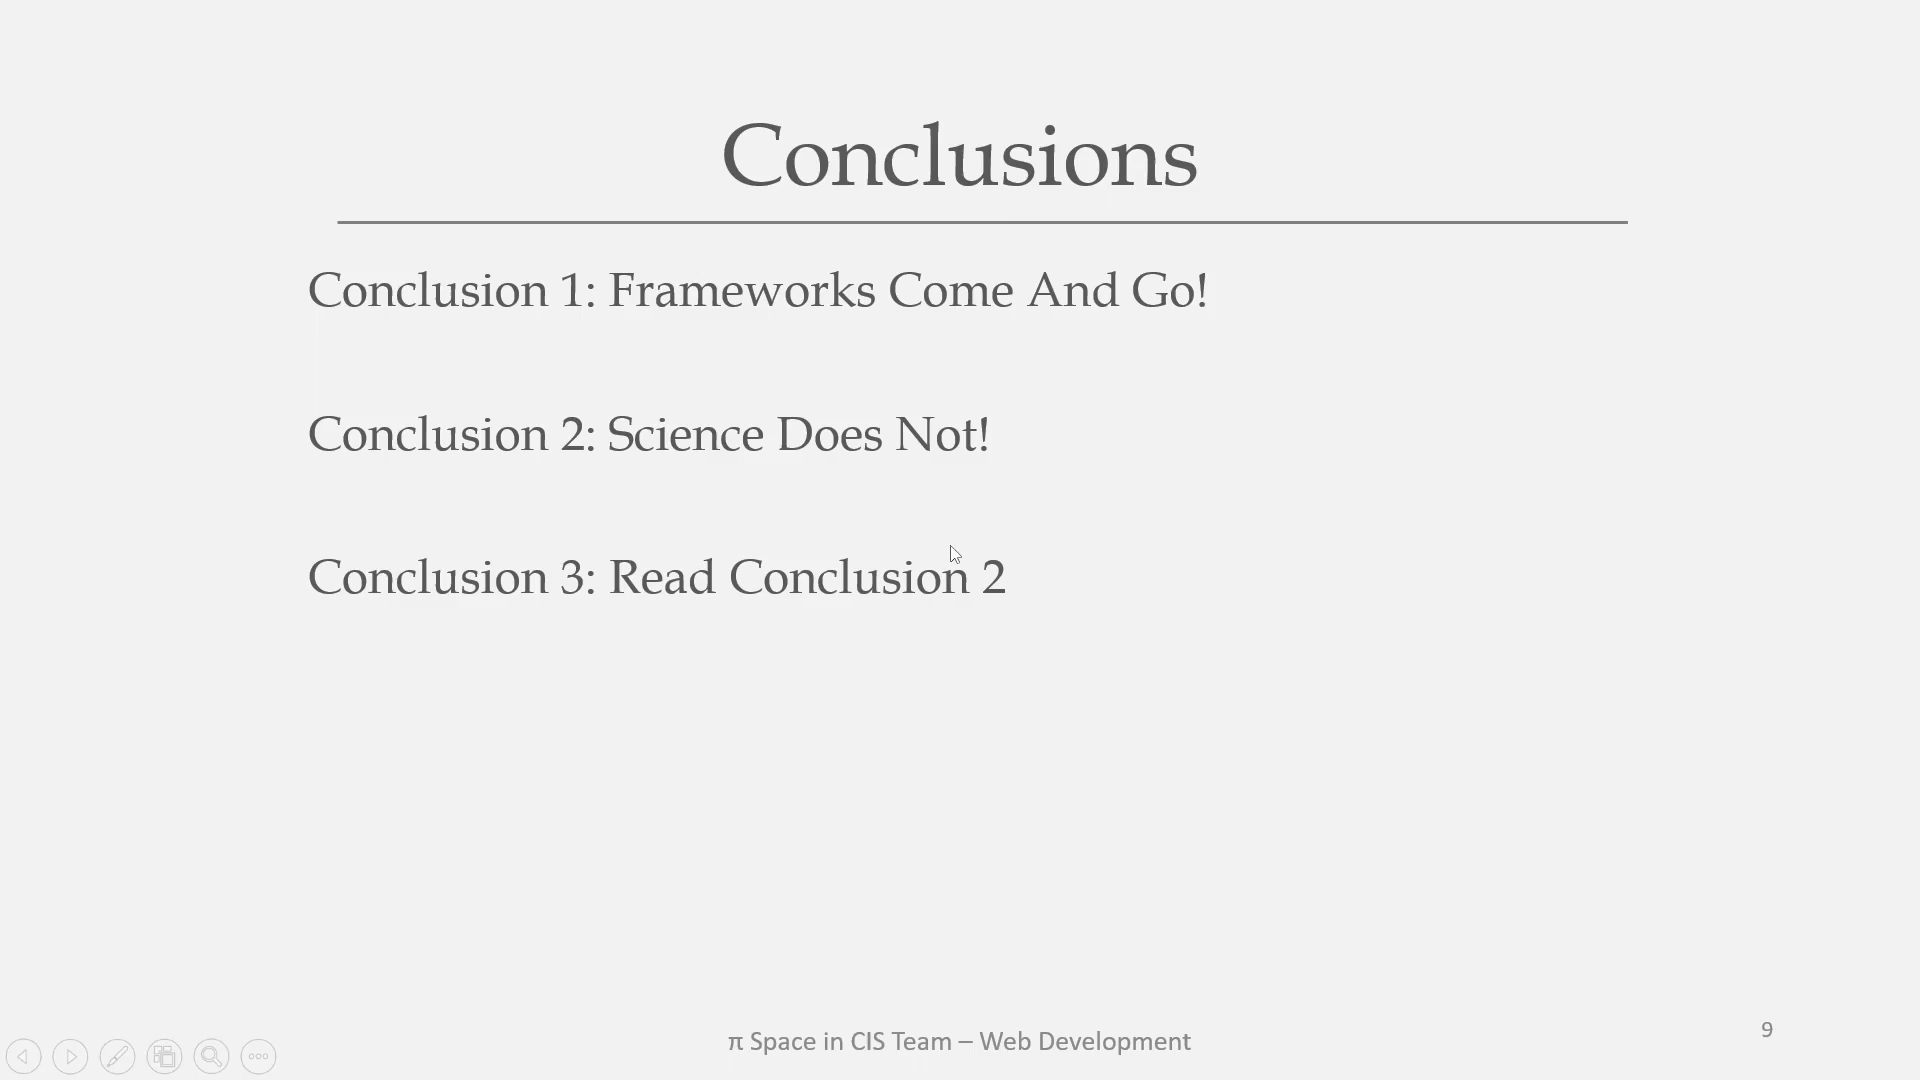 Conclusions
Conclusion 1: Frameworks Come And Go!
Conclusion 2: Science Does Not!
Conclusion 3: Read Conclusion 2
π Space in CIS Team – Web Development
9